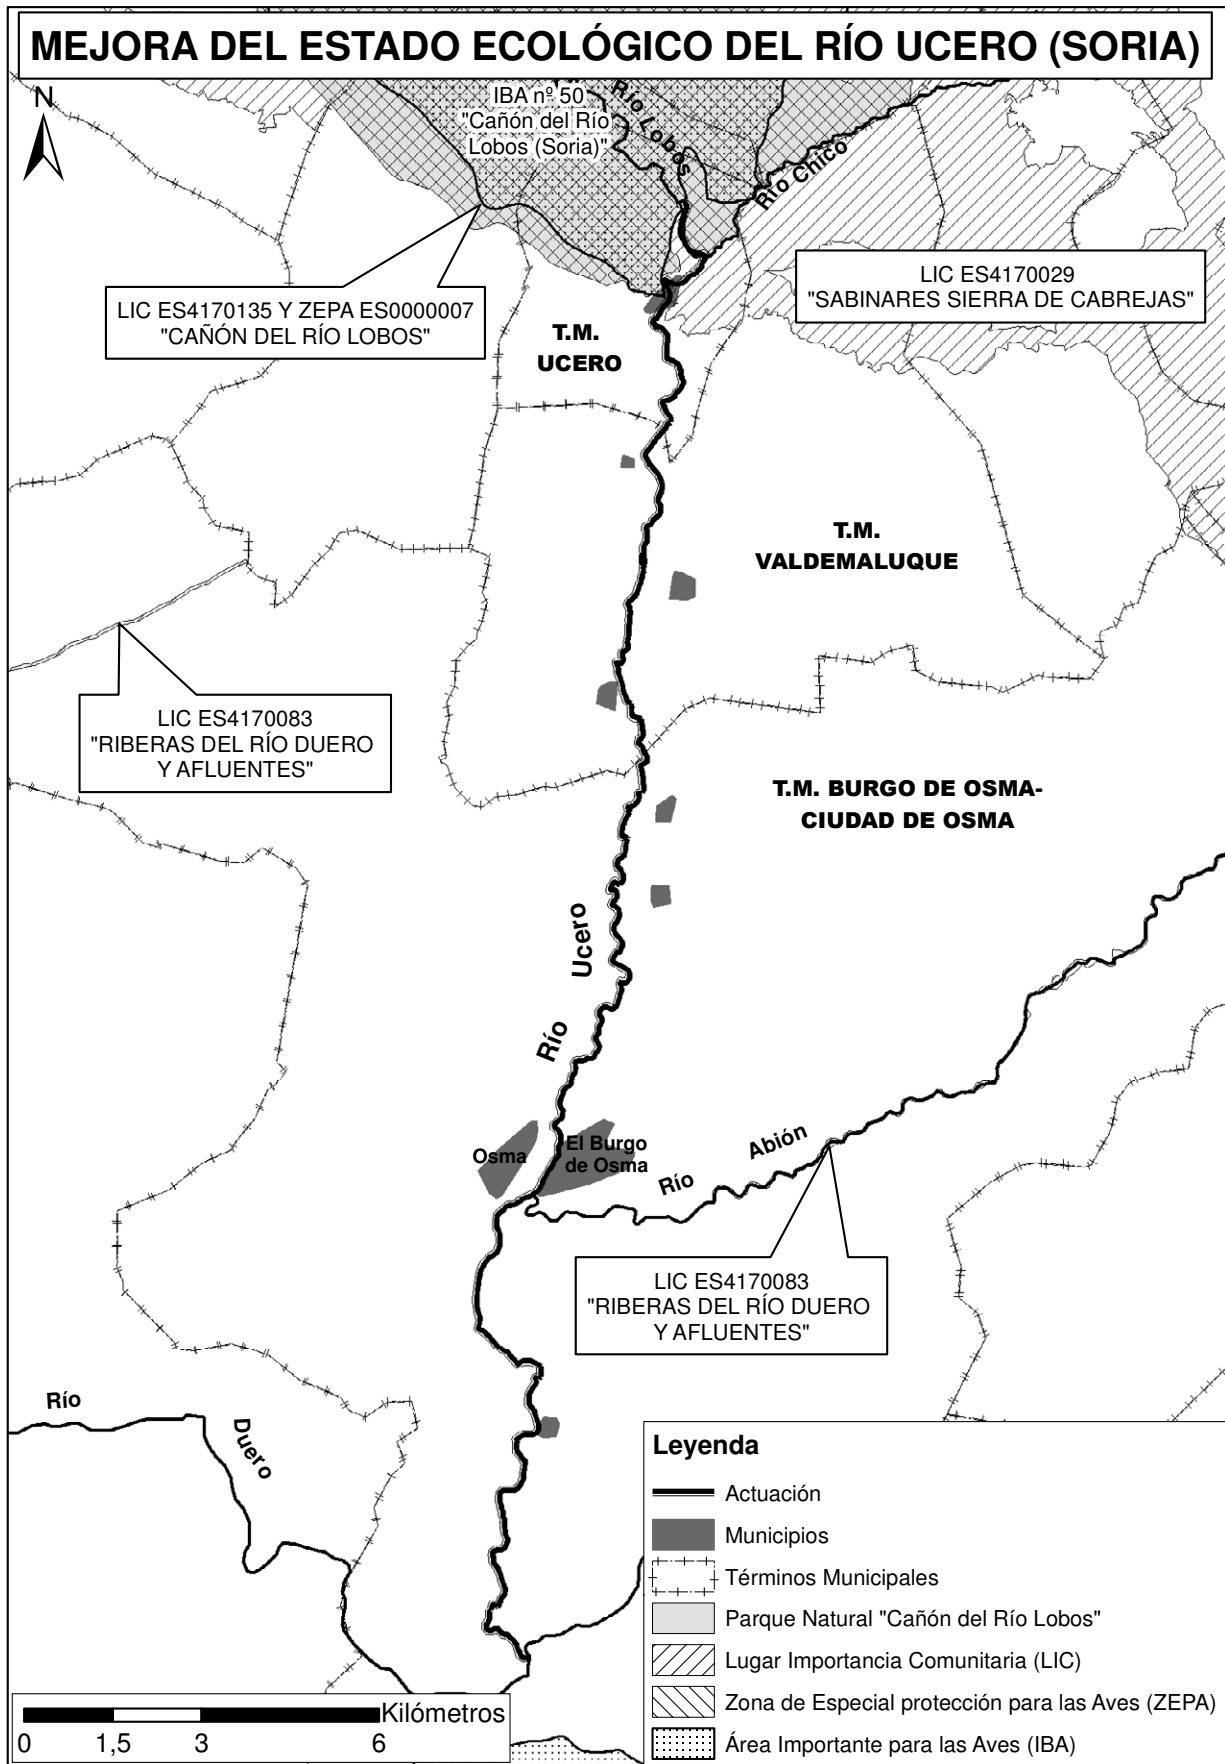 MEJORA DEL ESTADO ECOLÓGICO DEL RÍO UCERO (SORIA)
N
IBA nº 50
"Cañón del Río
Lobos (Soria)"
Río Lobos
Río Chico
LIC ES4170135 Y ZEPA ES0000007
"CAÑÓN DEL RÍO LOBOS"
LIC ES4170029
"SABINARES SIERRA DE CABREJAS"
T.M.
UCERO
T.M.
VALDEMALUQUE
LIC ES4170083
"RIBERAS DEL RÍO DUERO
Y AFLUENTES"
T.M. BURGO DE OSMA-
CIUDAD DE OSMA
Río Ucero
Osma
El Burgo
de Osma
Río Abión
LIC ES4170083
"RIBERAS DEL RÍO DUERO
Y AFLUENTES"
Río Duero
Leyenda
Actuación
Municipios
Términos Municipales
Parque Natural "Cañón del Río Lobos"
Lugar Importancia Comunitaria (LIC)
Zona de Especial protección para las Aves (ZEPA)
Área Importante para las Aves (IBA)
Kilómetros
0 1,5 3 6